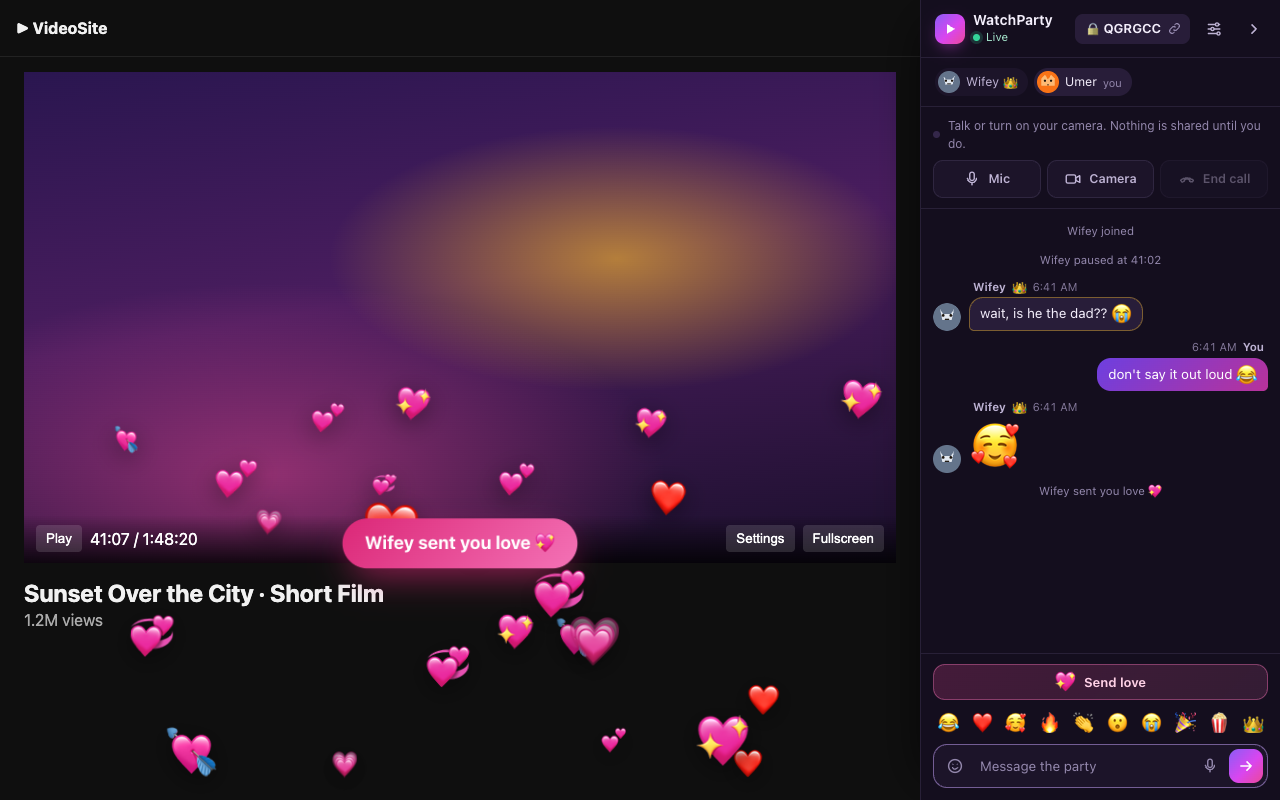 VideoSite
WatchParty
Live
QGRGCC
Wifey
Umer you
Talk or turn on your camera. Nothing is shared until you
do.
Mic
Camera
End call
Wifey joined
Wifey paused at 41:02
Wifey 6:41 AM
wait, is he the dad?? 😭
6:41 AM You
don't say it out loud 😂
Wifey 6:41 AM
Wifey sent you love 💖
Play
41:07 / 1:48:20
Wifey sent you love 💖
Settings
Fullscreen
Sunset Over the City · Short Film
1.2M views
Send love
Message the party